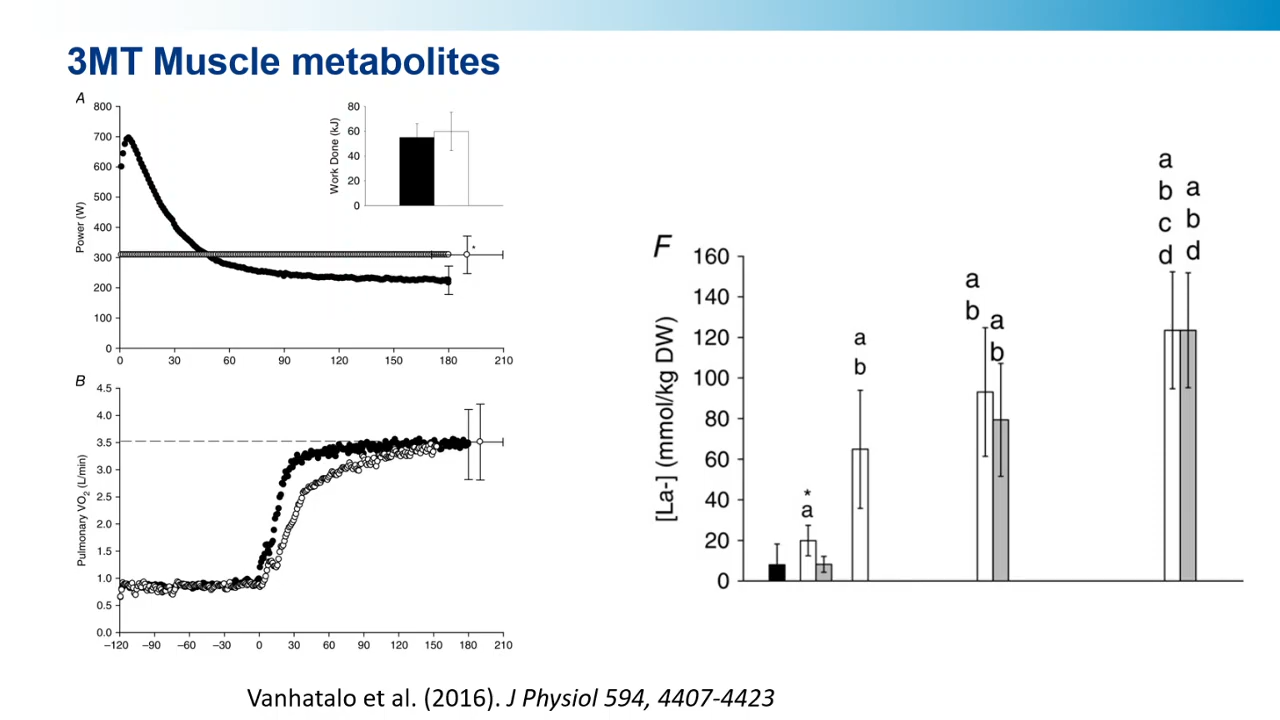 3MT Muscle metabolites
A
800
700
600
500
400
300
200
100
0
Power (W)
0 30 60 90 120 150 180 210
80
60
40
20
0
Work Done (kJ)
*
B
4.5
4.0
3.5
3.0
2.5
2.0
1.5
1.0
0.5
0.0
Pulmonary VO2 (L/min)
−120 −90 −60 −30 0 30 60 90 120 150 180 210
F
160
140
120
100
80
60
40
20
0
[La-] (mmol/kg DW)
*
a
a
b
a
b
a
b
a
b
c
d
a
b
d
Vanhatalo et al. (2016). J Physiol 594, 4407-4423